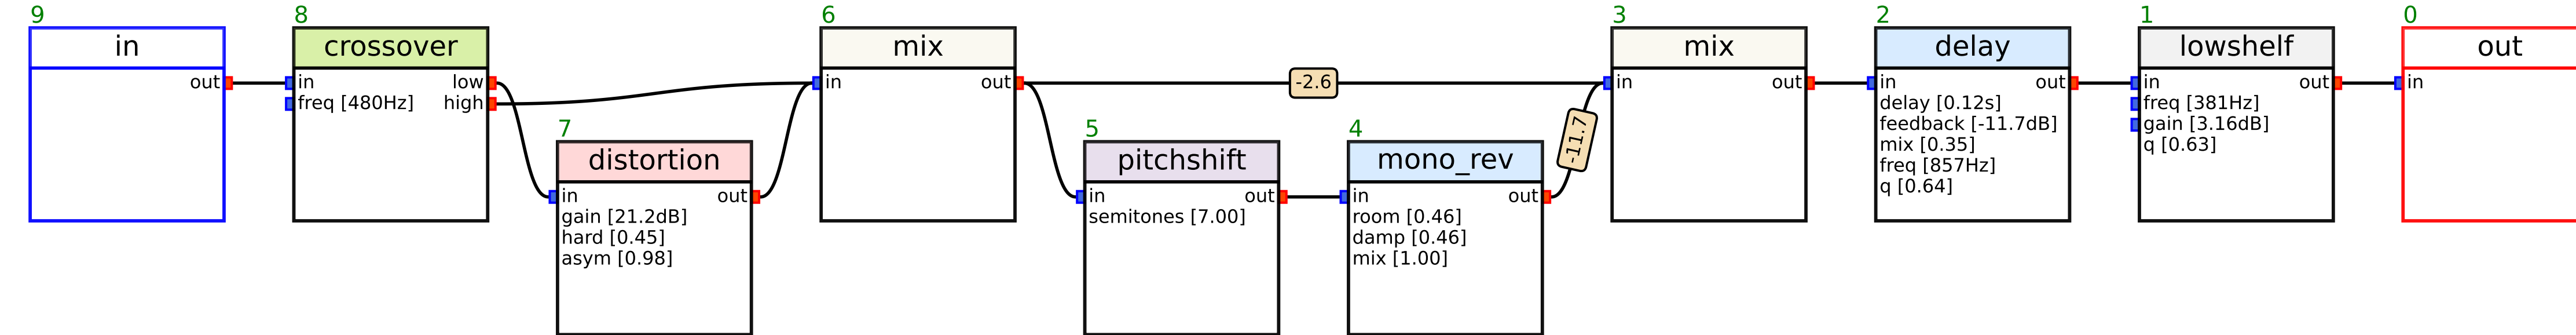 9
in
out
8
crossover
in
low
freq [480Hz]
high
7
distortion
in
out
gain [21.2dB]
hard [0.45]
asym [0.98]
6
mix
in
out
-2.6
5
pitchshift
in
out
semitones [7.00]
4
mono_rev
in
out
room [0.46]
damp [0.46]
mix [1.00]
-11.7
3
mix
in
out
2
delay
in
out
delay [0.12s]
feedback [-11.7dB]
mix [0.35]
freq [857Hz]
q [0.64]
1
lowshelf
in
out
freq [381Hz]
gain [3.16dB]
q [0.63]
0
out
in